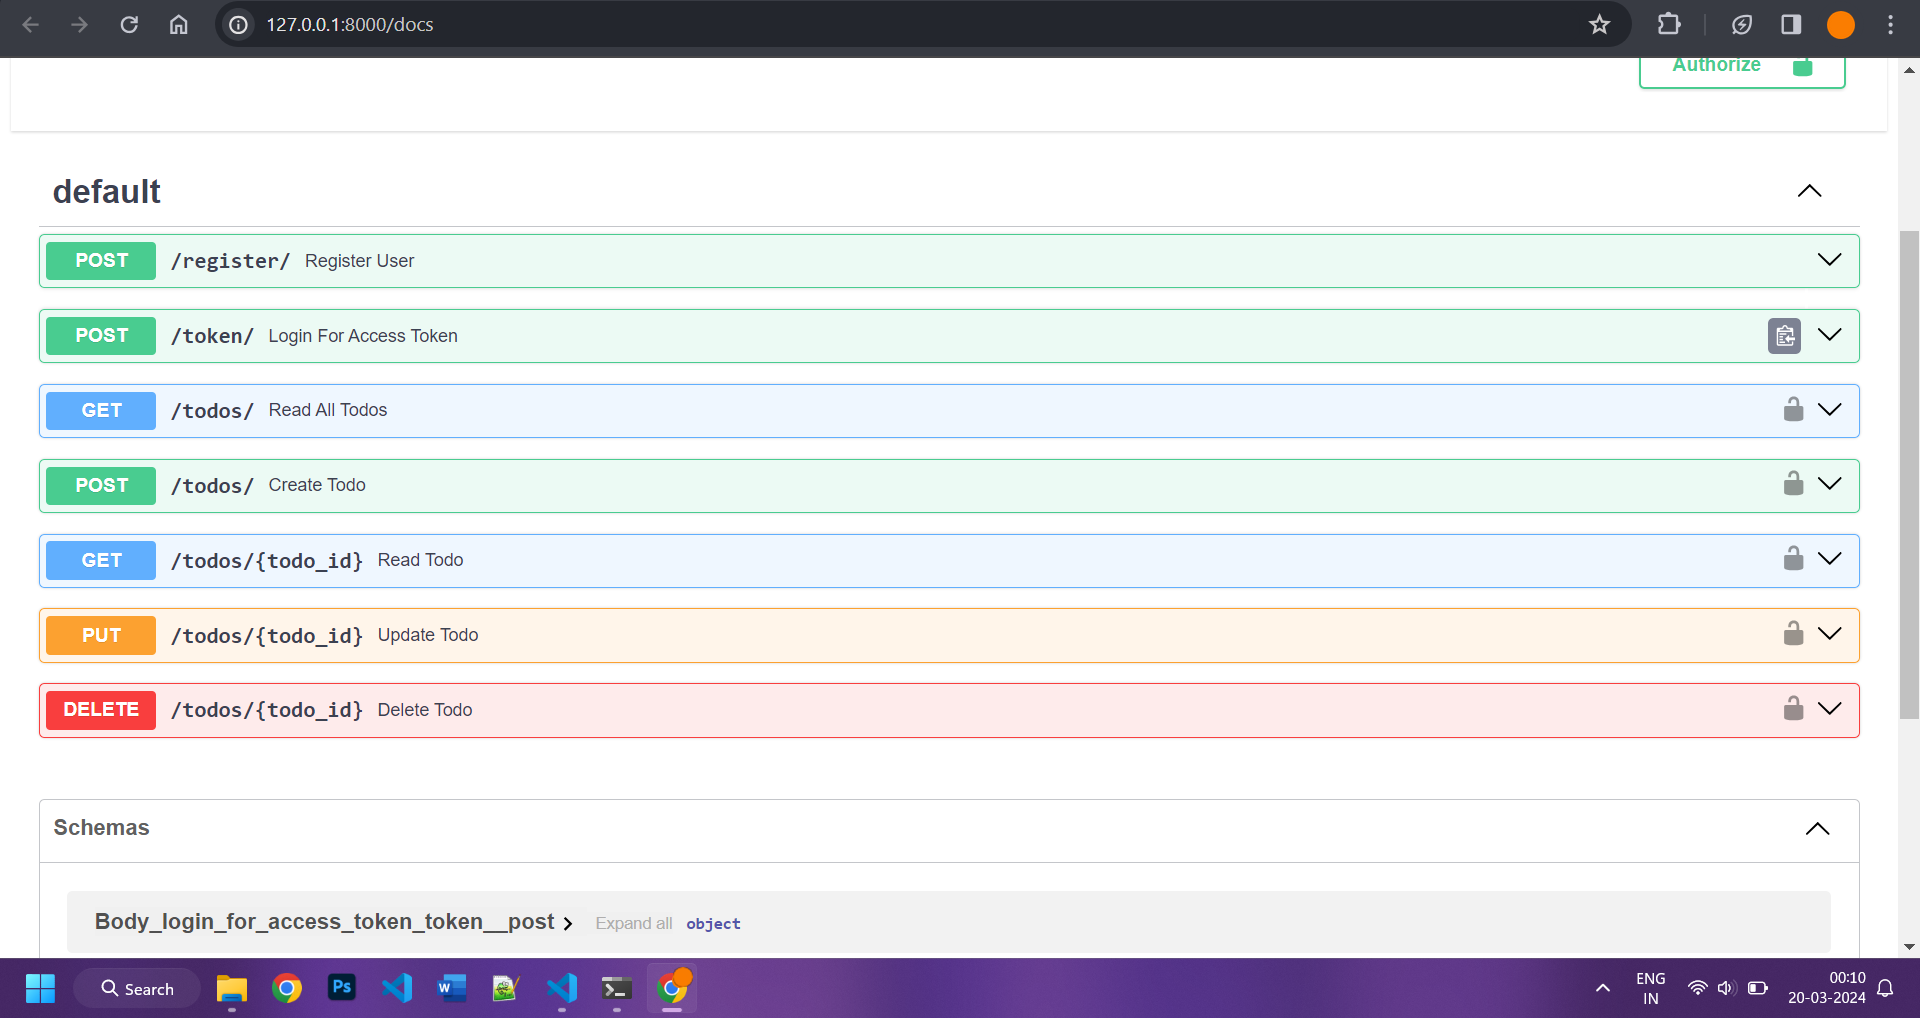 127.0.0.1:8000/docs
Authorize
default
POST /register/ Register User
POST /token/ Login For Access Token
GET /todos/ Read All Todos
POST /todos/ Create Todo
GET /todos/{todo_id} Read Todo
PUT /todos/{todo_id} Update Todo
DELETE /todos/{todo_id} Delete Todo
Schemas
Body_login_for_access_token_token__post Expand all object
Search
Ps
W
ENG
IN
00:10
20-03-2024